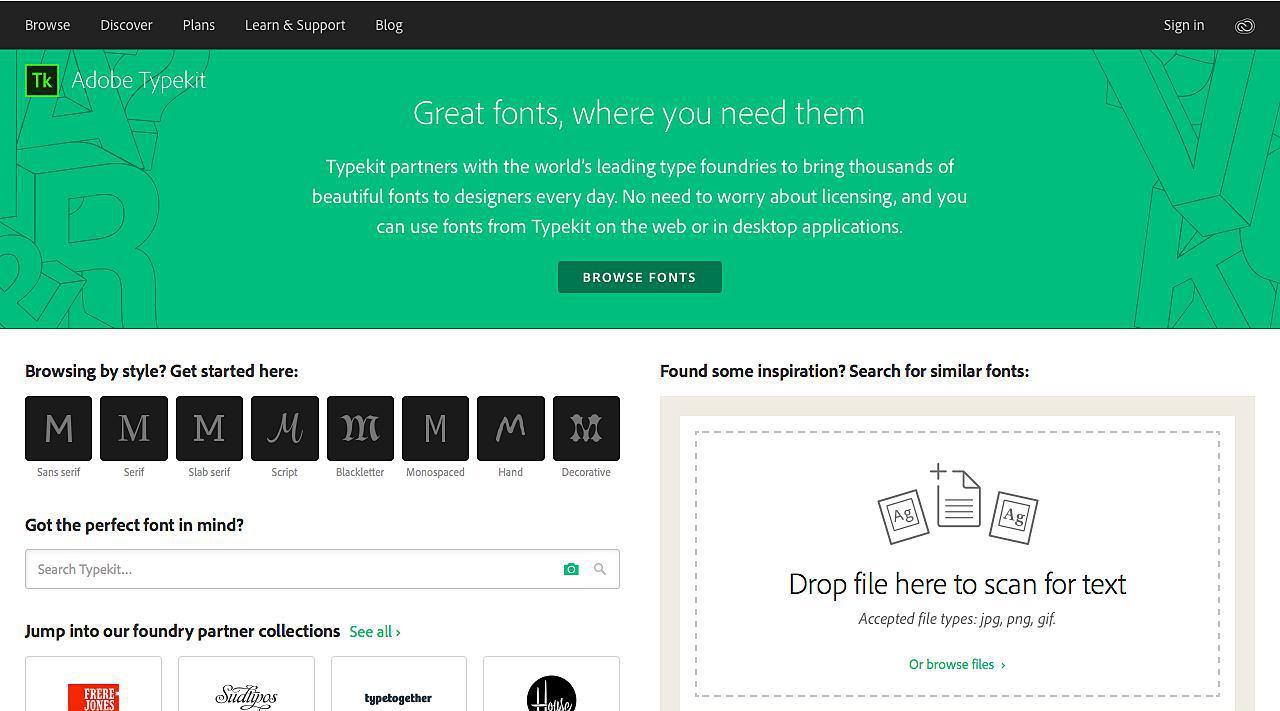 Browse Discover Plans Learn & Support Blog Sign in
Tk Adobe Typekit
Great fonts, where you need them
Typekit partners with the world's leading type foundries to bring thousands of
beautiful fonts to designers every day. No need to worry about licensing, and you
can use fonts from Typekit on the web or in desktop applications.
BROWSE FONTS
Browsing by style? Get started here:
M M M M M M M M
Sans serif Serif Slab serif Script Blackletter Monospaced Hand Decorative
Got the perfect font in mind?
Search Typekit...
Jump into our foundry partner collections See all ›
FRERE-
JONES
Sudtipos
typetogether
House
Found some inspiration? Search for similar fonts:
Ag Ag
Drop file here to scan for text
Accepted file types: jpg, png, gif.
Or browse files ›